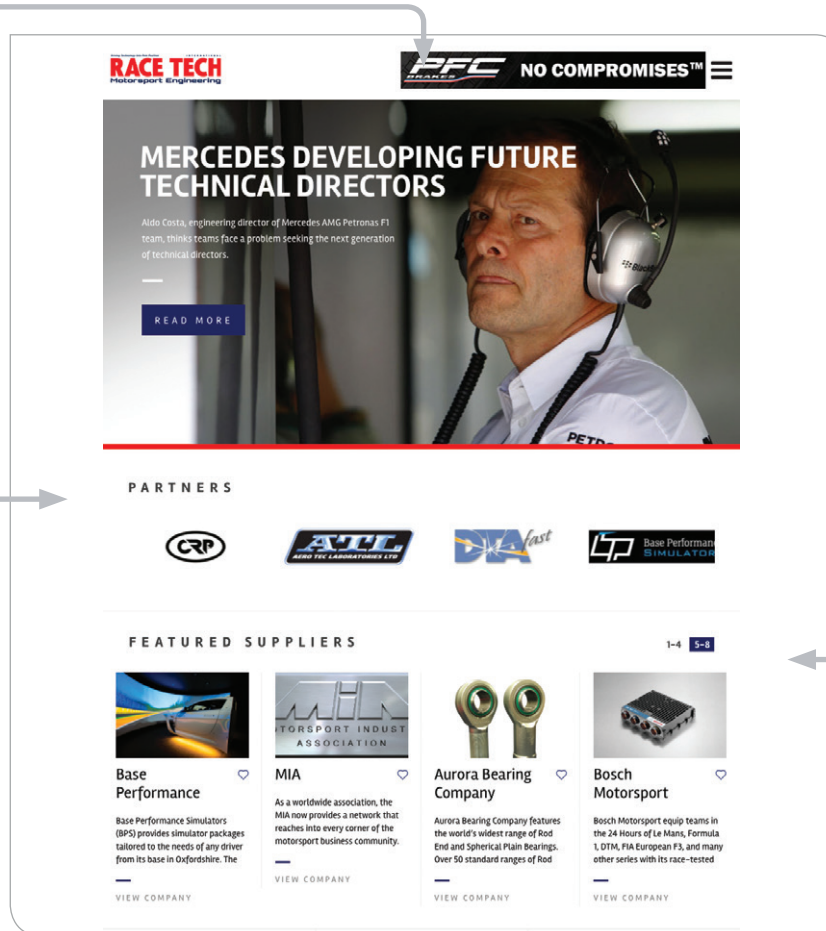 RACE TECH
Motorsport Engineering
INTERNATIONAL
PFC
BRAKES
NO COMPROMISES™
MERCEDES DEVELOPING FUTURE
TECHNICAL DIRECTORS
Aldo Costa, engineering director of Mercedes AMG Petronas F1
team, thinks teams face a problem seeking the next generation
of technical directors.
READ MORE
BlackB
PETRO
PARTNERS
CRP
ATL
AERO TEC LABORATORIES LTD
DTAfast
Base Performan
SIMULATOR
FEATURED SUPPLIERS
1-4 5-8
MIA
TORSPORT INDUST
ASSOCIATION
Base
Performance
Base Performance Simulators
(BPS) provides simulator packages
tailored to the needs of any driver
from its base in Oxfordshire. The
VIEW COMPANY
MIA
As a worldwide association, the
MIA now provides a network that
reaches into every corner of the
motorsport business community.
VIEW COMPANY
Aurora Bearing
Company
Aurora Bearing Company features
the world's widest range of Rod
End and Spherical Plain Bearings.
Over 50 standard ranges of Rod
VIEW COMPANY
Bosch
Motorsport
Bosch Motorsport equip teams in
the 24 Hours of Le Mans, Formula
1, DTM, FIA European F3, and many
other series with its race-tested
VIEW COMPANY